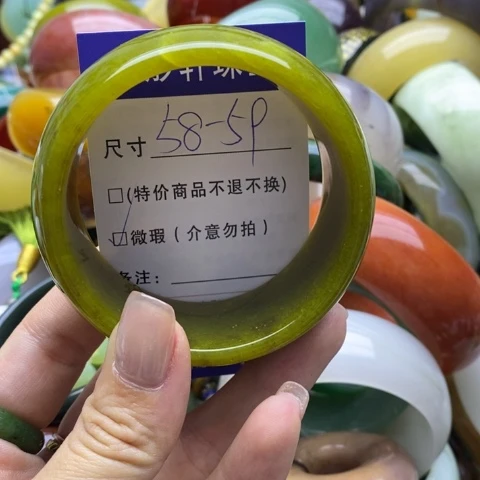 尺寸 58-59
□(特价商品不退不换)
☑微瑕(介意勿拍)
备注: